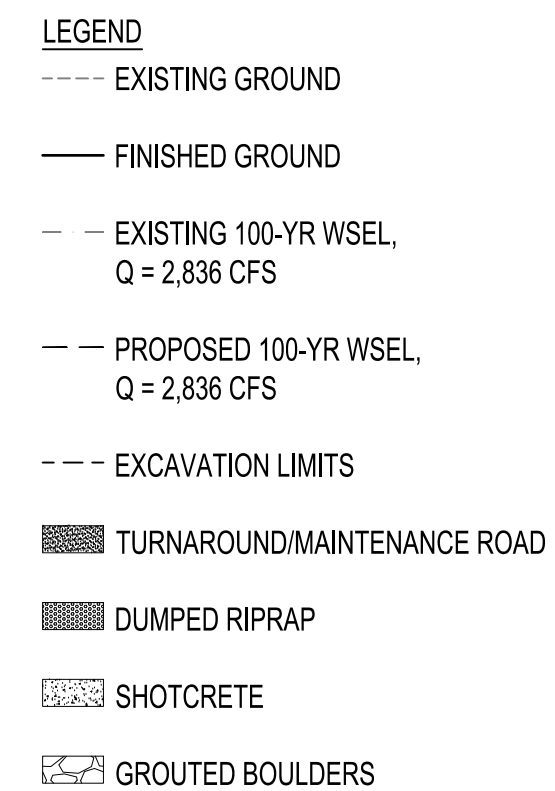 LEGEND
EXISTING GROUND
FINISHED GROUND
EXISTING 100-YR WSEL,
Q = 2,836 CFS
PROPOSED 100-YR WSEL,
Q = 2,836 CFS
EXCAVATION LIMITS
TURNAROUND/MAINTENANCE ROAD
DUMPED RIPRAP
SHOTCRETE
GROUTED BOULDERS